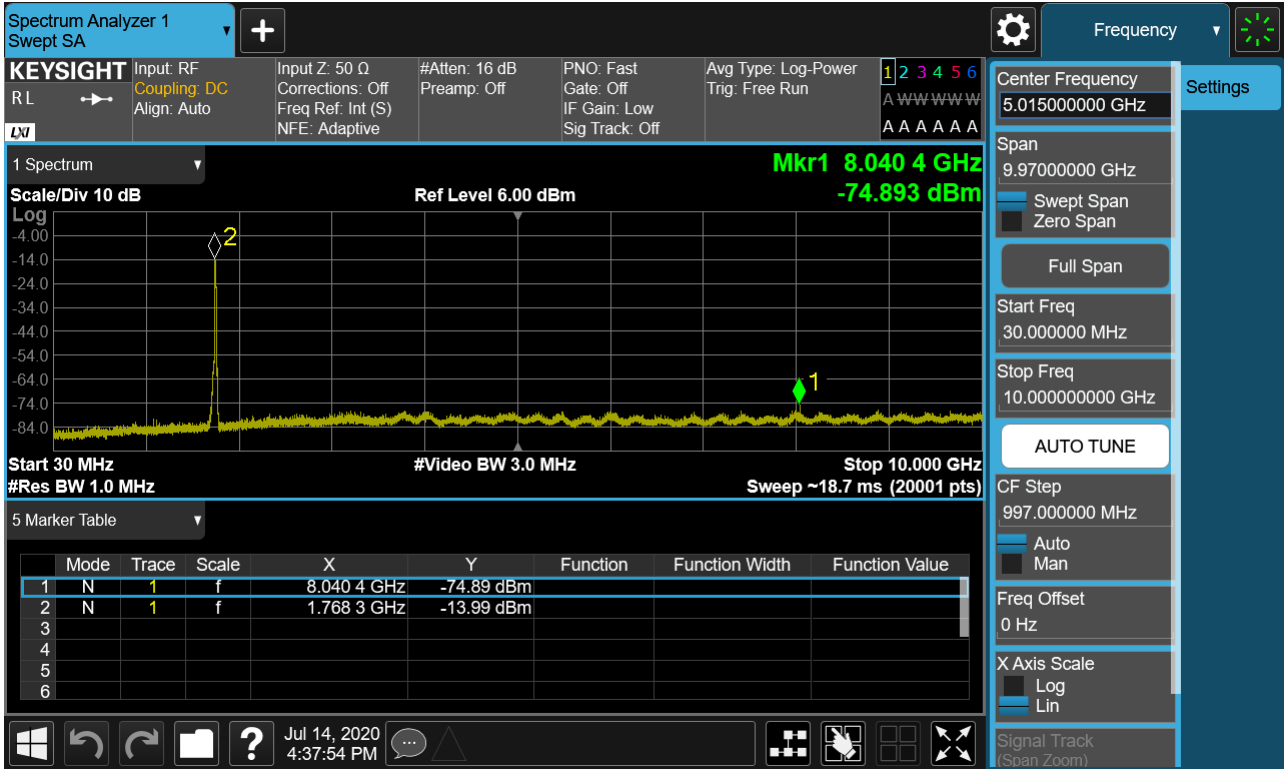 Spectrum Analyzer 1
Swept SA
+
Frequency
KEYSIGHT
R L
LXI
Input: RF
Coupling: DC
Align: Auto
Input Z: 50 Ω
Corrections: Off
Freq Ref: Int (S)
NFE: Adaptive
#Atten: 16 dB
Preamp: Off
PNO: Fast
Gate: Off
IF Gain: Low
Sig Track: Off
Avg Type: Log-Power
Trig: Free Run
1 2 3 4 5 6
A W W W W W
A A A A A A
Center Frequency
5.015000000 GHz
Settings
1 Spectrum
Mkr1 8.040 4 GHz
-74.893 dBm
Scale/Div 10 dB
Ref Level 6.00 dBm
Log
-4.00
-14.0
-24.0
-34.0
-44.0
-54.0
-64.0
-74.0
-84.0
2
1
Start 30 MHz
#Video BW 3.0 MHz
Stop 10.000 GHz
#Res BW 1.0 MHz
Sweep ~18.7 ms (20001 pts)
Span
9.97000000 GHz
Swept Span
Zero Span
Full Span
Start Freq
30.000000 MHz
Stop Freq
10.000000000 GHz
AUTO TUNE
CF Step
997.000000 MHz
Auto
Man
Freq Offset
0 Hz
X Axis Scale
Log
Lin
Signal Track
(Span Zoom)
5 Marker Table
Mode Trace Scale X Y Function Function Width Function Value
1 N 1 f 8.040 4 GHz -74.89 dBm
2 N 1 f 1.768 3 GHz -13.99 dBm
3
4
5
6
?
Jul 14, 2020
4:37:54 PM